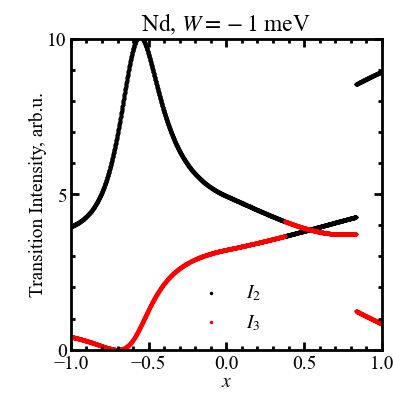 Nd, W = − 1 meV
Transition Intensity, arb.u.
10
5
0
I₂
I₃
−1.0 −0.5 0.0 0.5 1.0
x